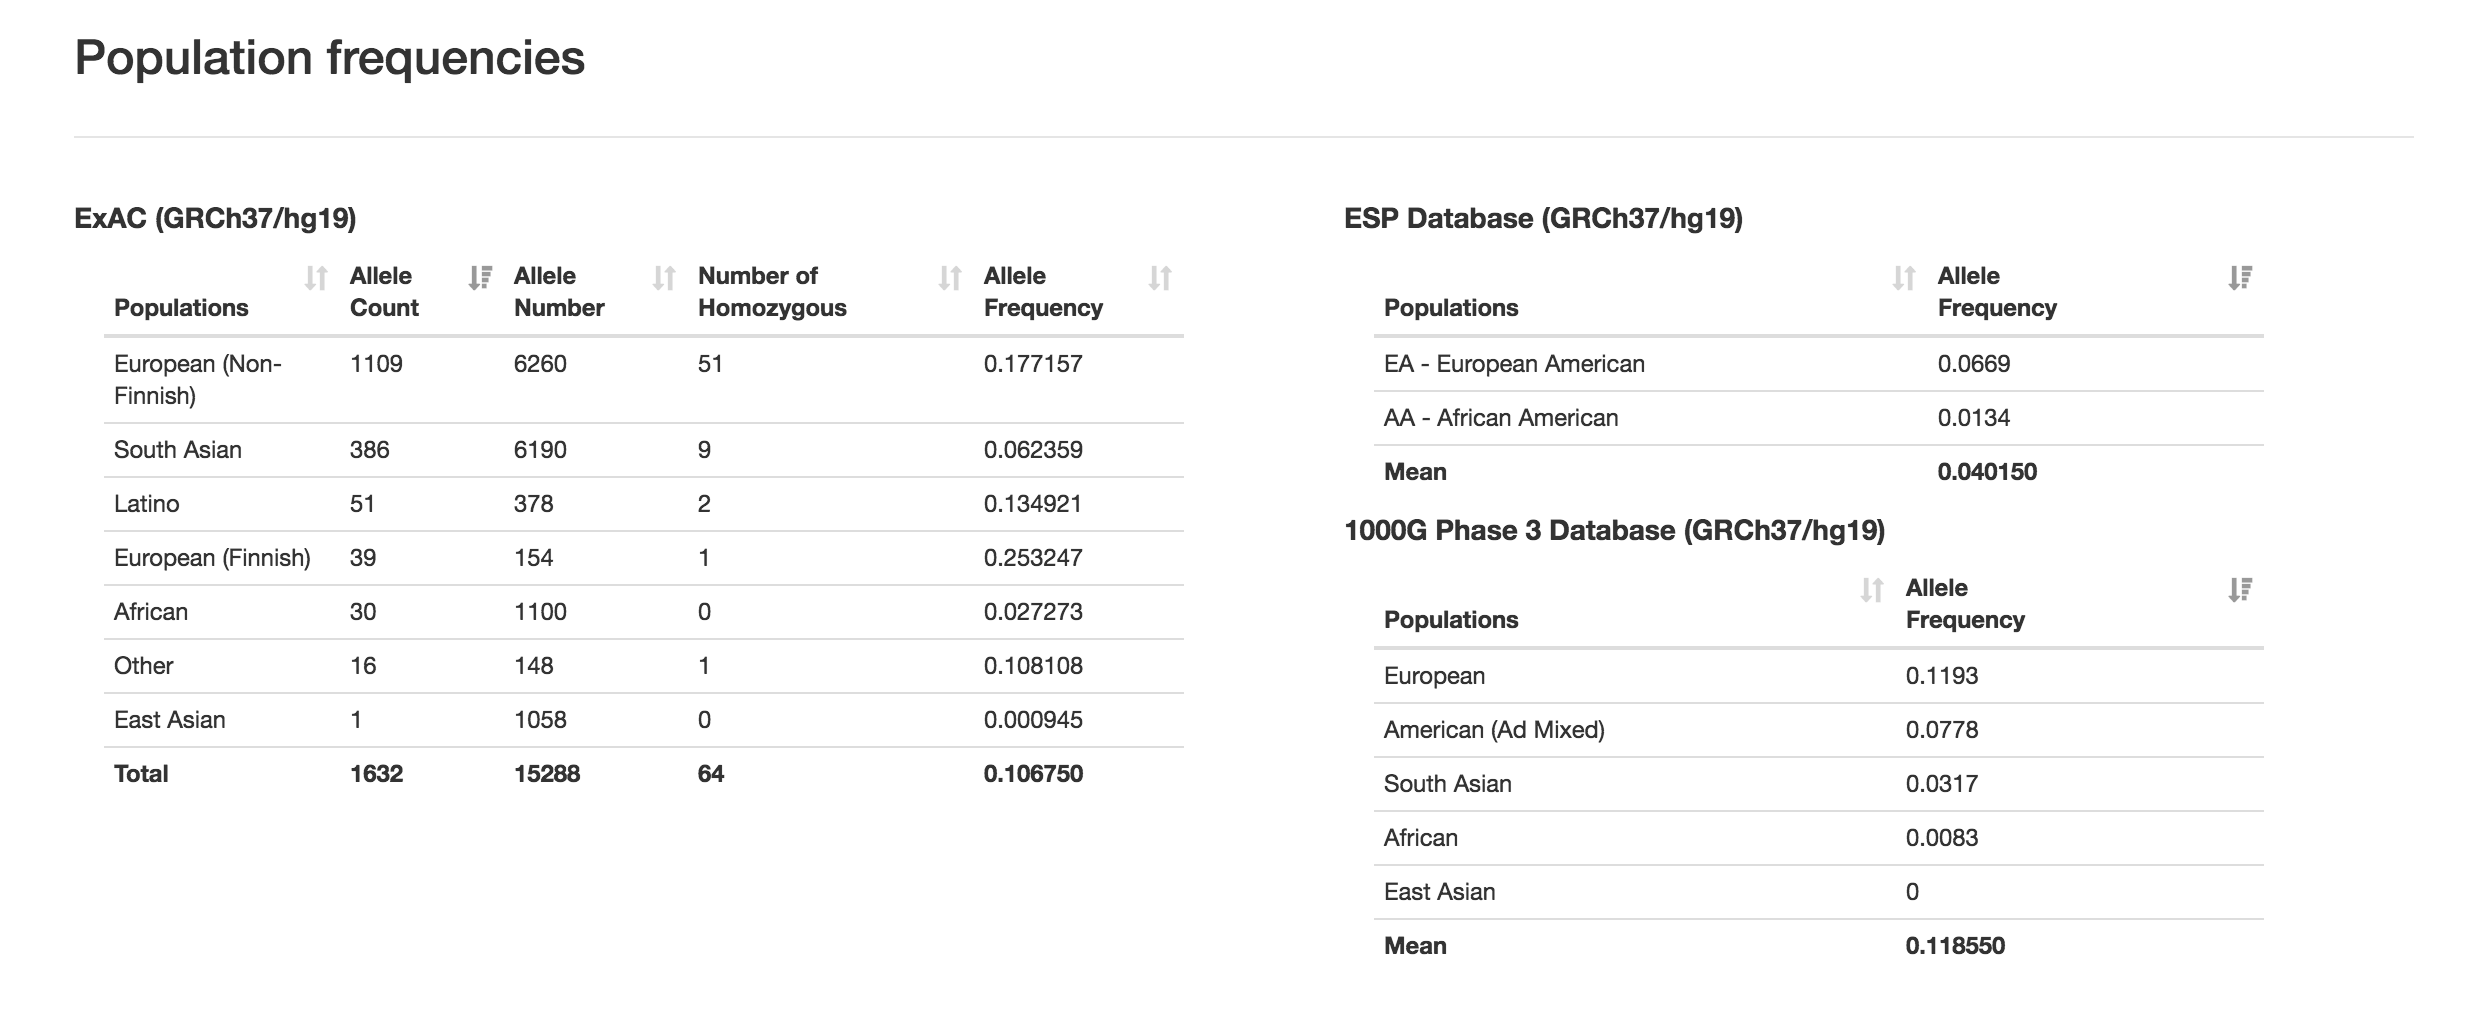 Population frequencies
ExAC (GRCh37/hg19)
Populations Allele Count Allele Number Number of Homozygous Allele Frequency
European (Non-Finnish) 1109 6260 51 0.177157
South Asian 386 6190 9 0.062359
Latino 51 378 2 0.134921
European (Finnish) 39 154 1 0.253247
African 30 1100 0 0.027273
Other 16 148 1 0.108108
East Asian 1 1058 0 0.000945
Total 1632 15288 64 0.106750
ESP Database (GRCh37/hg19)
Populations Allele Frequency
EA - European American 0.0669
AA - African American 0.0134
Mean 0.040150
1000G Phase 3 Database (GRCh37/hg19)
Populations Allele Frequency
European 0.1193
American (Ad Mixed) 0.0778
South Asian 0.0317
African 0.0083
East Asian 0
Mean 0.118550